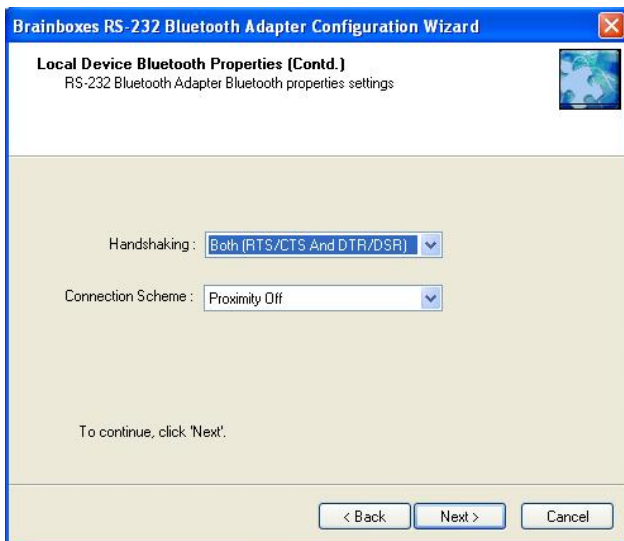 Brainboxes RS-232 Bluetooth Adapter Configuration Wizard
Local Device Bluetooth Properties (Contd.)
RS-232 Bluetooth Adapter Bluetooth properties settings
Handshaking : Both (RTS/CTS And DTR/DSR)
Connection Scheme : Proximity Off
To continue, click 'Next'.
< Back Next > Cancel